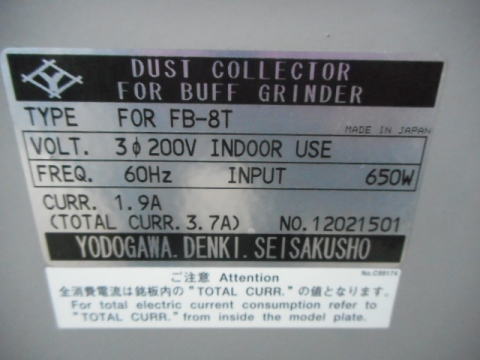 DUST COLLECTOR
FOR BUFF GRINDER
TYPE FOR FB-8T
MADE IN JAPAN
VOLT. 3φ200V INDOOR USE
FREQ. 60Hz INPUT 650W
CURR. 1.9A
(TOTAL CURR.3.7A) NO.12021501
YODOGAWA.DENKI.SEISAKUSHO
ご注意 Attention
全消費電流は銘板内の"TOTAL CURR."の値となります。
For total electric current consumption refer to
"TOTAL CURR." from inside the model plate.